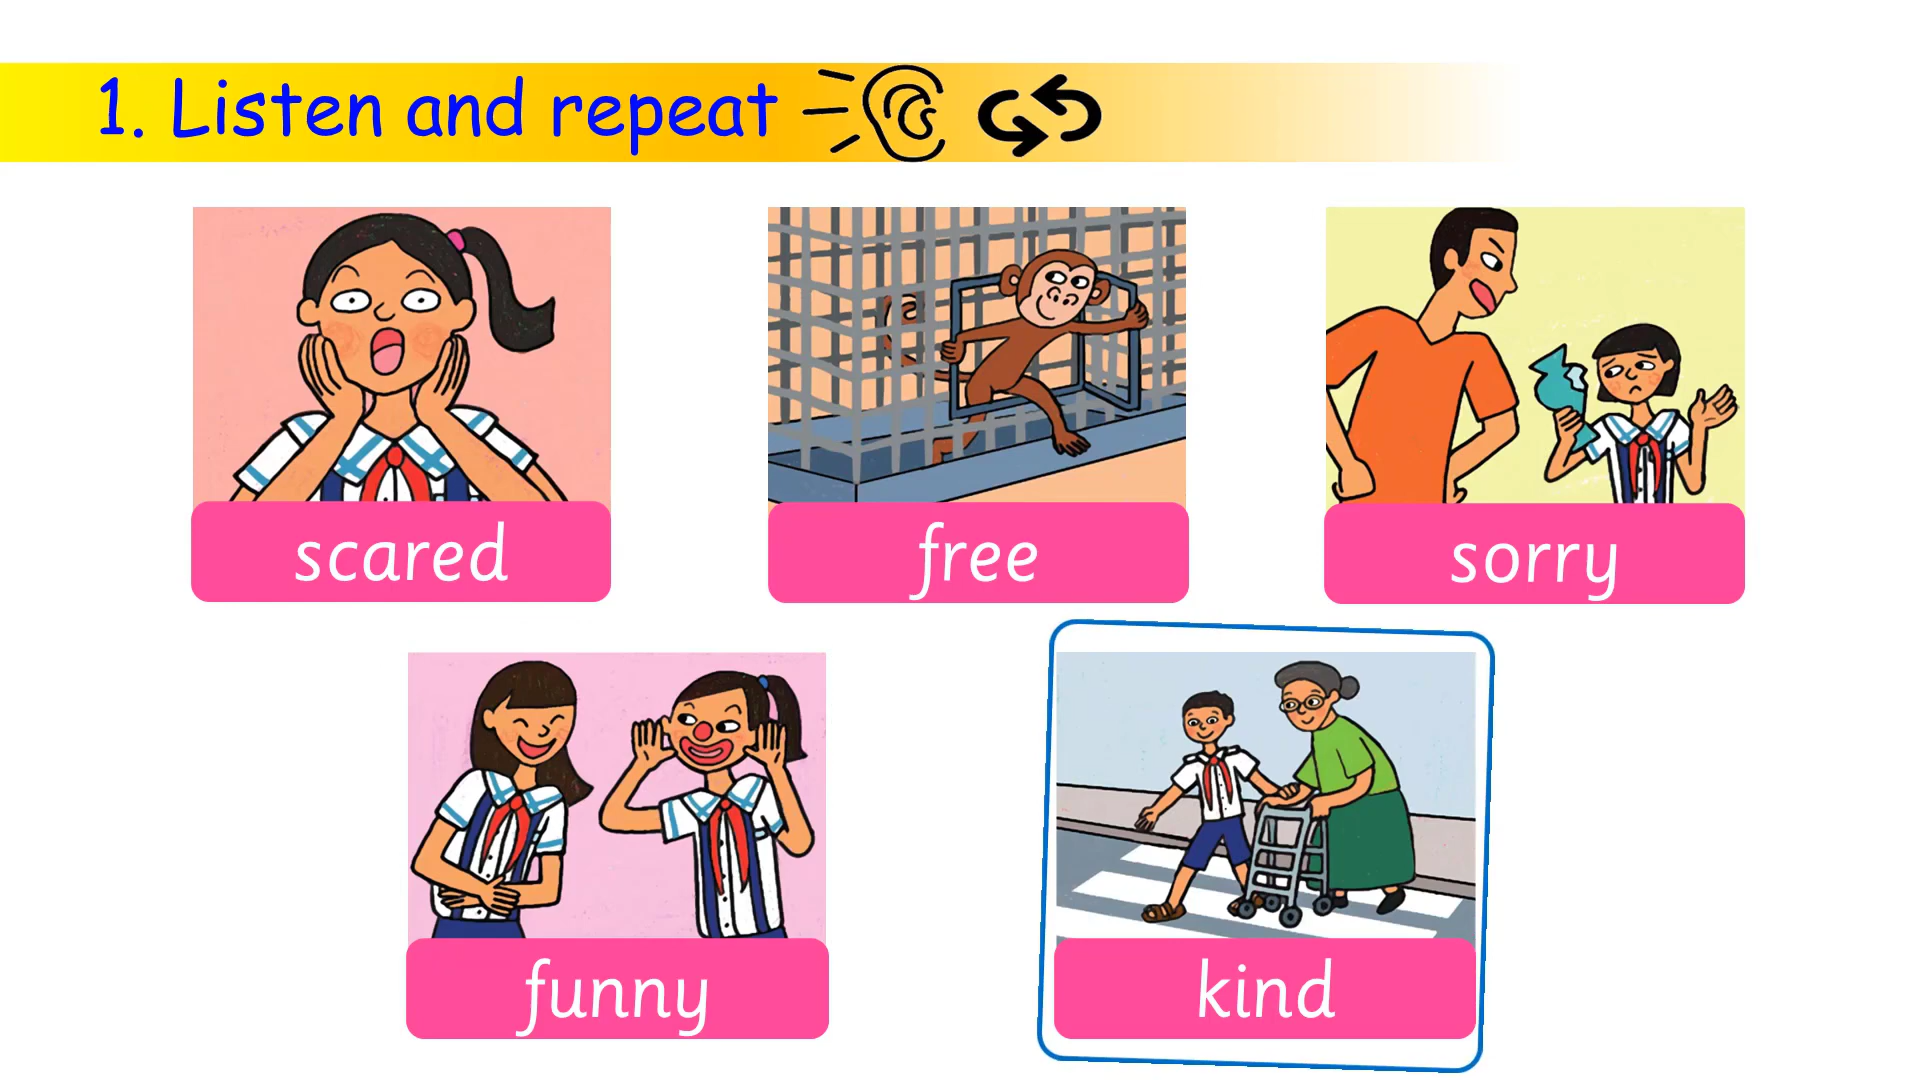 1. Listen and repeat
scared
free
sorry
funny
kind